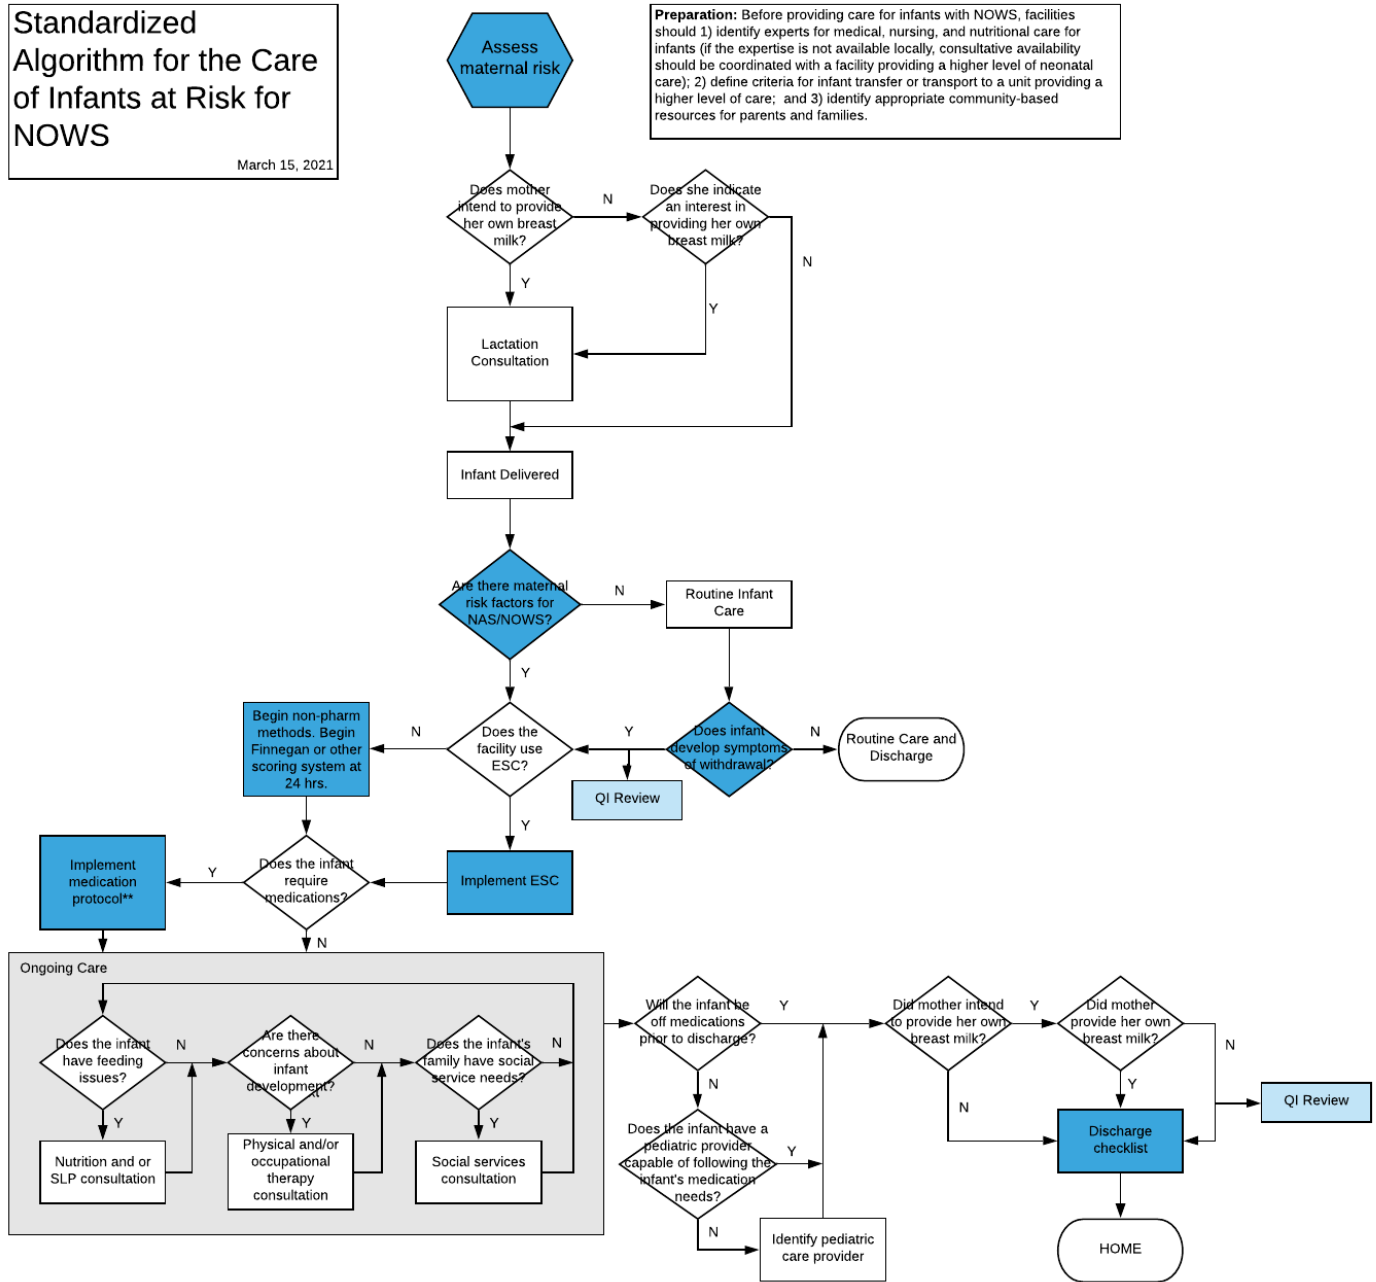 Standardized
Algorithm for the Care
of Infants at Risk for
NOWS
March 15, 2021
Preparation: Before providing care for infants with NOWS, facilities
should 1) identify experts for medical, nursing, and nutritional care for
infants (if the expertise is not available locally, consultative availability
should be coordinated with a facility providing a higher level of neonatal
care); 2) define criteria for infant transfer or transport to a unit providing a
higher level of care;  and 3) identify appropriate community-based
resources for parents and families.
Assess
maternal risk
Does mother
intend to provide
her own breast
milk?
N
Does she indicate
an interest in
providing her own
breast milk?
N
Y
Y
Lactation
Consultation
Infant Delivered
Are there maternal
risk factors for
NAS/NOWS?
N
Routine Infant
Care
Y
Begin non-pharm
methods. Begin
Finnegan or other
scoring system at
24 hrs.
N
Does the
facility use
ESC?
Y
Does infant
develop symptoms
of withdrawal?
N
Routine Care and
Discharge
QI Review
Y
Implement
medication
protocol**
Y
Does the infant
require
medications?
Implement ESC
N
Ongoing Care
Does the infant
have feeding
issues?
N
Are there
concerns about
infant
development?
N
Does the infant's
family have social
service needs?
N
Y
Y
Y
Nutrition and or
SLP consultation
Physical and/or
occupational
therapy
consultation
Social services
consultation
Will the infant be
off medications
prior to discharge?
Y
Did mother intend
to provide her own
breast milk?
Y
Did mother
provide her own
breast milk?
N
N
Y
N
QI Review
Does the infant have a
pediatric provider
capable of following the
infant's medication
needs?
Y
Discharge
checklist
N
Identify pediatric
care provider
HOME